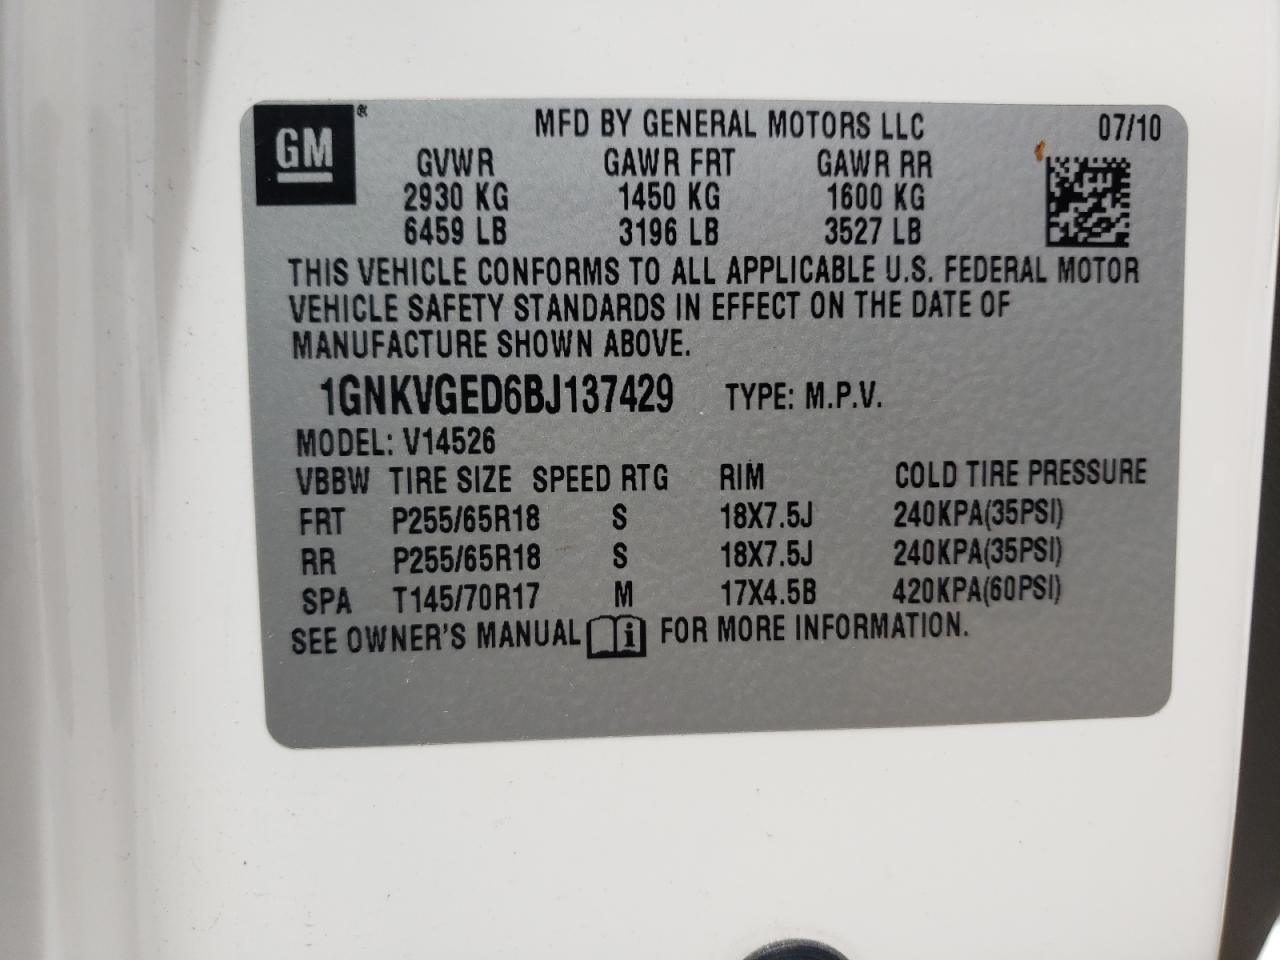 GM ®
MFD BY GENERAL MOTORS LLC 07/10
GVWR GAWR FRT GAWR RR
2930 KG 1450 KG 1600 KG
6459 LB 3196 LB 3527 LB
THIS VEHICLE CONFORMS TO ALL APPLICABLE U.S. FEDERAL MOTOR
VEHICLE SAFETY STANDARDS IN EFFECT ON THE DATE OF
MANUFACTURE SHOWN ABOVE.
1GNKVGED6BJ137429 TYPE: M.P.V.
MODEL: V14526
VBBW TIRE SIZE SPEED RTG RIM COLD TIRE PRESSURE
FRT P255/65R18 S 18X7.5J 240KPA(35PSI)
RR P255/65R18 S 18X7.5J 240KPA(35PSI)
SPA T145/70R17 M 17X4.5B 420KPA(60PSI)
SEE OWNER'S MANUAL i FOR MORE INFORMATION.